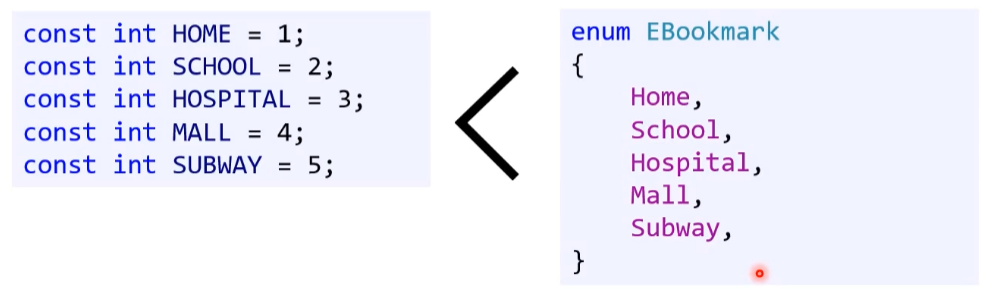 const int HOME = 1;
const int SCHOOL = 2;
const int HOSPITAL = 3;
const int MALL = 4;
const int SUBWAY = 5;
<
enum EBookmark
{
Home,
School,
Hospital,
Mall,
Subway,
}